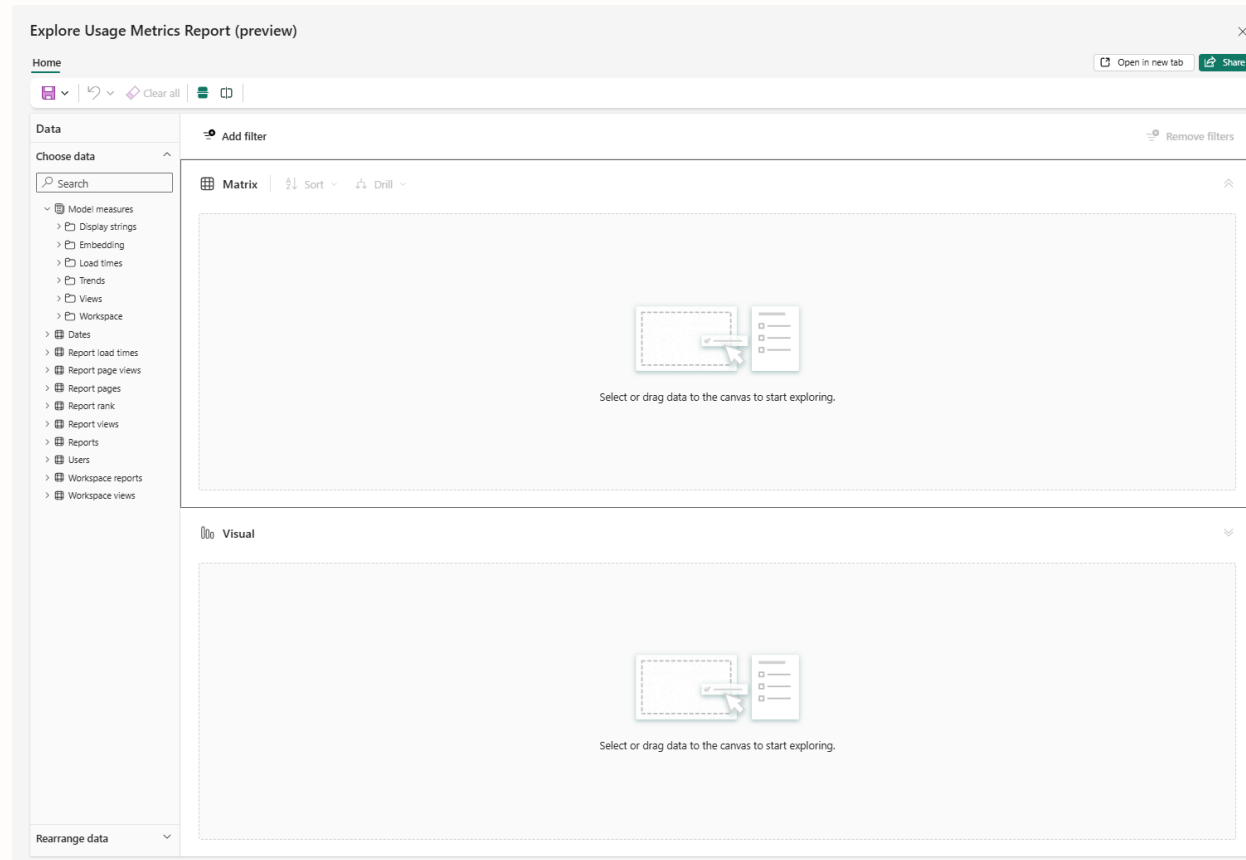 Explore Usage Metrics Report (preview)
Home
Open in new tab
Share
Clear all
Data
Add filter
Remove filters
Choose data
Search
Matrix
Sort
Drill
Model measures
Display strings
Embedding
Load times
Trends
Views
Workspace
Dates
Report load times
Report page views
Report pages
Report rank
Report views
Reports
Users
Workspace reports
Workspace views
Select or drag data to the canvas to start exploring.
Visual
Select or drag data to the canvas to start exploring.
Rearrange data